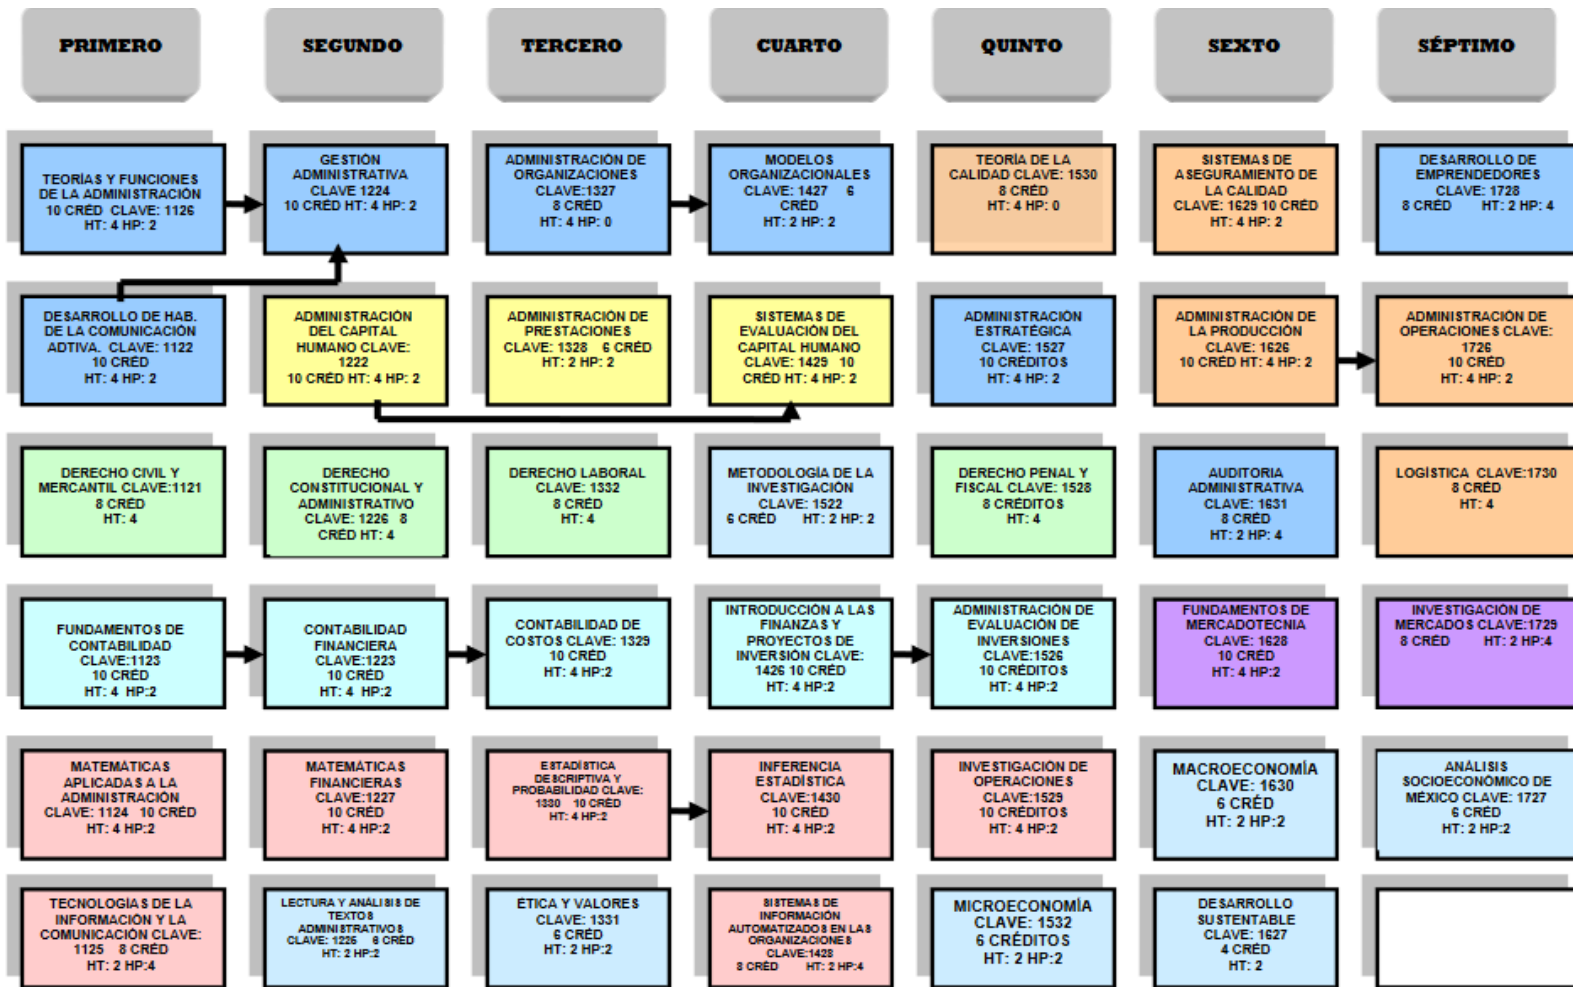 PRIMERO
SEGUNDO
TERCERO
CUARTO
QUINTO
SEXTO
SÉPTIMO
TEORÍAS Y FUNCIONES
DE LA ADMINISTRACIÓN
10 CRÉD CLAVE: 1126
HT: 4 HP: 2
GESTIÓN
ADMINISTRATIVA
CLAVE 1224
10 CRÉD HT: 4 HP: 2
ADMINISTRACIÓN DE
ORGANIZACIONES
CLAVE:1327
8 CRÉD
HT: 4 HP: 0
MODELOS
ORGANIZACIONALES
CLAVE: 1427 6
CRÉD
HT: 2 HP: 2
TEORÍA DE LA
CALIDAD CLAVE: 1530
8 CRÉD
HT: 4 HP: 0
SISTEMAS DE
ASEGURAMIENTO DE
LA CALIDAD
CLAVE: 1629 10 CRÉD
HT: 4 HP: 2
DESARROLLO DE
EMPRENDEDORES
CLAVE: 1728
8 CRÉD HT: 2 HP: 4
DESARROLLO DE HAB.
DE LA COMUNICACIÓN
ADTIVA. CLAVE: 1122
10 CRÉD
HT: 4 HP: 2
ADMINISTRACIÓN
DEL CAPITAL
HUMANO CLAVE:
1222
10 CRÉD HT: 4 HP: 2
ADMINISTRACIÓN DE
PRESTACIONES
CLAVE: 1328 6 CRÉD
HT: 2 HP: 2
SISTEMAS DE
EVALUACIÓN DEL
CAPITAL HUMANO
CLAVE: 1429 10
CRÉD HT: 4 HP: 2
ADMINISTRACIÓN
ESTRATÉGICA
CLAVE: 1527
10 CRÉDITOS
HT: 4 HP: 2
ADMINISTRACIÓN DE
LA PRODUCCIÓN
CLAVE: 1626
10 CRÉD HT: 4 HP: 2
ADMINISTRACIÓN DE
OPERACIONES CLAVE:
1726
10 CRÉD
HT: 4 HP: 2
DERECHO CIVIL Y
MERCANTIL CLAVE:1121
8 CRÉD
HT: 4
DERECHO
CONSTITUCIONAL Y
ADMINISTRATIVO
CLAVE: 1226 8
CRÉD HT: 4
DERECHO LABORAL
CLAVE: 1332
8 CRÉD
HT: 4
METODOLOGÍA DE LA
INVESTIGACIÓN
CLAVE: 1522
6 CRÉD HT: 2 HP: 2
DERECHO PENAL Y
FISCAL CLAVE: 1528
8 CRÉDITOS
HT: 4
AUDITORIA
ADMINISTRATIVA
CLAVE: 1631
8 CRÉD
HT: 2 HP: 4
LOGÍSTICA CLAVE:1730
8 CRÉD
HT: 4
FUNDAMENTOS DE
CONTABILIDAD
CLAVE:1123
10 CRÉD
HT: 4 HP:2
CONTABILIDAD
FINANCIERA
CLAVE:1223
10 CRÉD
HT: 4 HP:2
CONTABILIDAD DE
COSTOS CLAVE: 1329
10 CRÉD
HT: 4 HP:2
INTRODUCCIÓN A LAS
FINANZAS Y
PROYECTOS DE
INVERSIÓN CLAVE:
1426 10 CRÉD
HT: 4 HP:2
ADMINISTRACIÓN DE
EVALUACIÓN DE
INVERSIONES
CLAVE:1526
10 CRÉDITOS
HT: 4 HP:2
FUNDAMENTOS DE
MERCADOTECNIA
CLAVE: 1628
10 CRÉD
HT: 4 HP:2
INVESTIGACIÓN DE
MERCADOS CLAVE:1729
8 CRÉD HT: 2 HP:4
MATEMÁTICAS
APLICADAS A LA
ADMINISTRACIÓN
CLAVE: 1124 10 CRÉD
HT: 4 HP:2
MATEMÁTICAS
FINANCIERAS
CLAVE:1227
10 CRÉD
HT: 4 HP:2
ESTADÍSTICA
DESCRIPTIVA Y
PROBABILIDAD CLAVE:
1330 10 CRÉD
HT: 4 HP:2
INFERENCIA
ESTADÍSTICA
CLAVE:1430
10 CRÉD
HT: 4 HP:2
INVESTIGACIÓN DE
OPERACIONES
CLAVE:1529
10 CRÉDITOS
HT: 4 HP:2
MACROECONOMÍA
CLAVE: 1630
6 CRÉD
HT: 2 HP:2
ANÁLISIS
SOCIOECONÓMICO DE
MÉXICO CLAVE: 1727
6 CRÉD
HT: 2 HP:2
TECNOLOGÍAS DE LA
INFORMACIÓN Y LA
COMUNICACIÓN CLAVE:
1125 8 CRÉD
HT: 2 HP:4
LECTURA Y ANÁLISIS DE
TEXTOS
ADMINISTRATIVOS
CLAVE: 1225 6 CRÉD
HT: 2 HP:2
ÉTICA Y VALORES
CLAVE: 1331
6 CRÉD
HT: 2 HP:2
SISTEMAS DE
INFORMACIÓN
AUTOMATIZADOS EN LAS
ORGANIZACIONES
CLAVE:1428
8 CRÉD HT: 2 HP:4
MICROECONOMÍA
CLAVE: 1532
6 CRÉDITOS
HT: 2 HP:2
DESARROLLO
SUSTENTABLE
CLAVE: 1627
4 CRÉD
HT: 2